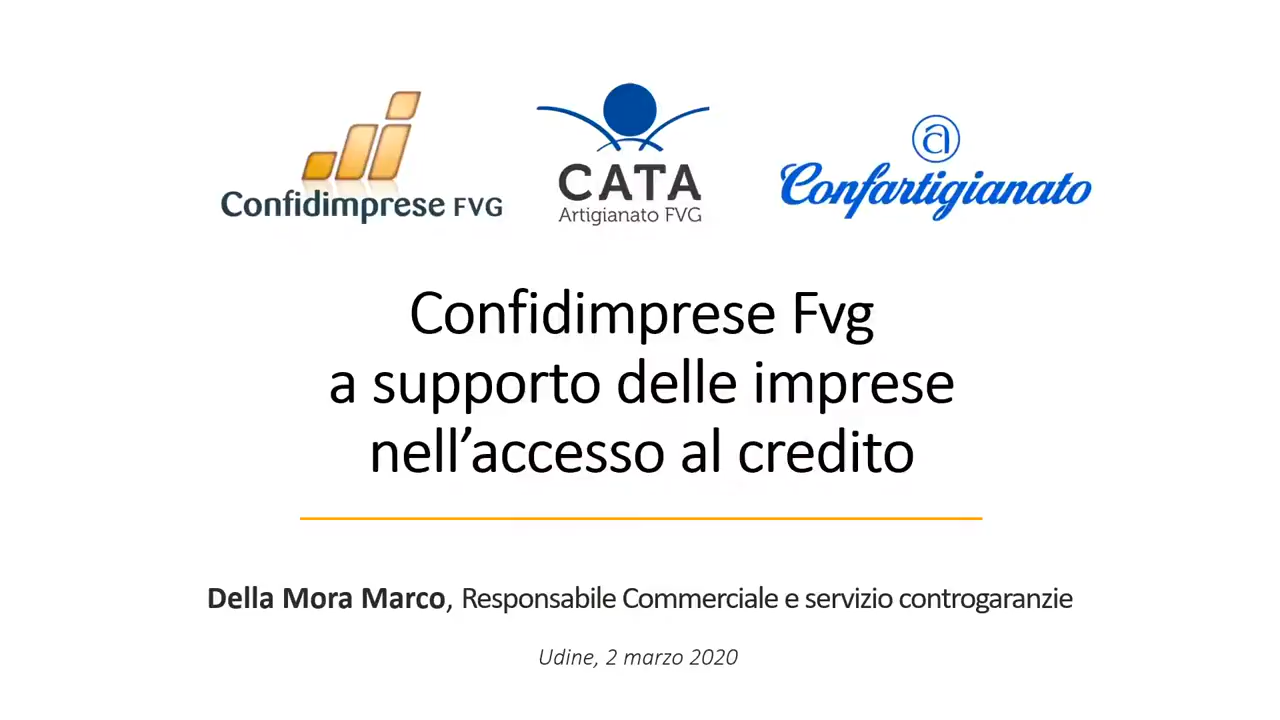 Confidimprese FVG
CATA
Artigianato FVG
a
Confartigianato
Confidimprese Fvg
a supporto delle imprese
nell’accesso al credito
Della Mora Marco, Responsabile Commerciale e servizio controgaranzie
Udine, 2 marzo 2020